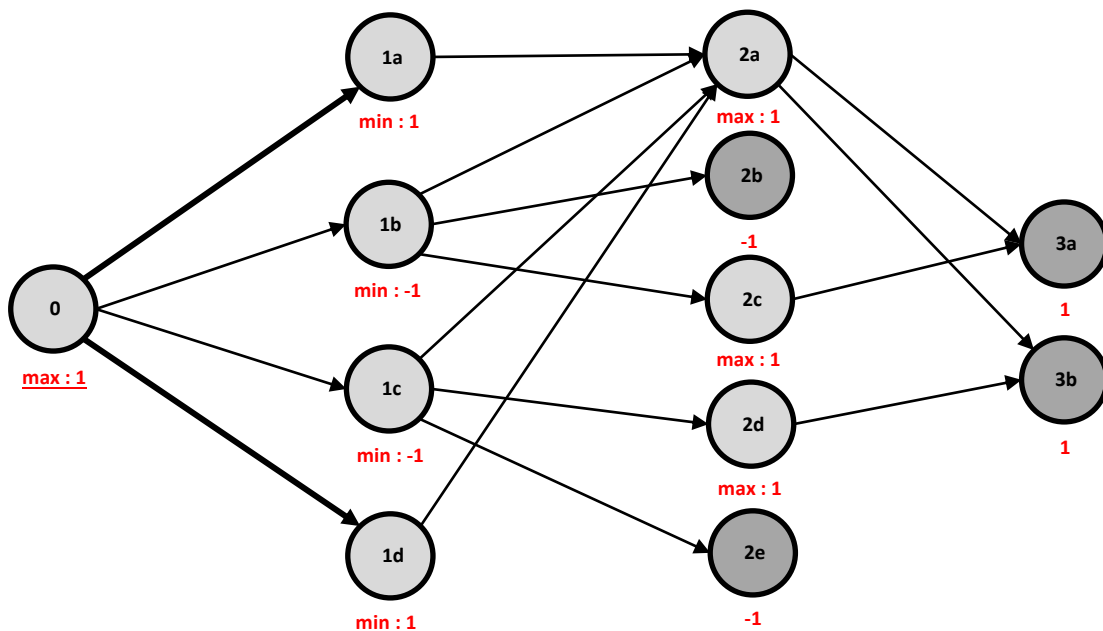 1a
min : 1
2a
max : 1
2b
-1
1b
min : -1
3a
1
2c
max : 1
0
max : 1
1c
min : -1
3b
1
2d
max : 1
1d
min : 1
2e
-1